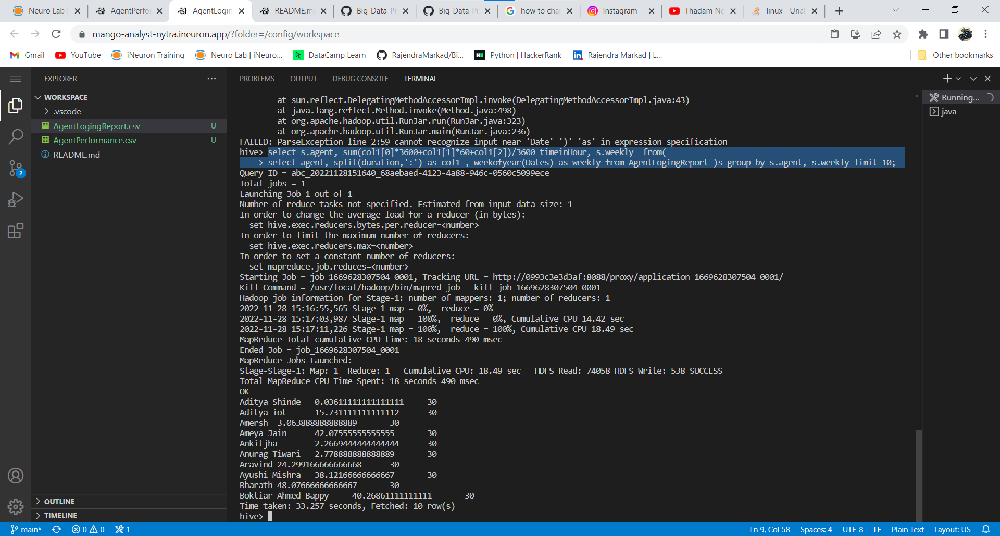 Neuro Lab
AgentPerfo
AgentLogin
README.m
Big-Data-Pr
Big-Data-Pr
how to cha
Instagram
Thadam Ne
linux - Una
mango-analyst-nytra.ineuron.app/?folder=/config/workspace
Gmail
YouTube
iNeuron Training
Neuro Lab | iNeuro...
DataCamp Learn
RajendraMarkad/Bi...
Python | HackerRank
Rajendra Markad | L...
Other bookmarks
EXPLORER
PROBLEMS
OUTPUT
DEBUG CONSOLE
TERMINAL
WORKSPACE
.vscode
AgentLogingReport.csv U
AgentPerformance.csv U
README.md
2
OUTLINE
TIMELINE
at sun.reflect.DelegatingMethodAccessorImpl.invoke(DelegatingMethodAccessorImpl.java:43)
at java.lang.reflect.Method.invoke(Method.java:498)
at org.apache.hadoop.util.RunJar.run(RunJar.java:323)
at org.apache.hadoop.util.RunJar.main(RunJar.java:236)
FAILED: ParseException line 2:59 cannot recognize input near 'Date' ')' 'as' in expression specification
hive> select s.agent, sum(col1[0]*3600+col1[1]*60+col1[2])/3600 timeinHour, s.weekly  from(
> select agent, split(duration,':') as col1 , weekofyear(Dates) as weekly from AgentLogingReport )s group by s.agent, s.weekly limit 10;
Query ID = abc_20221128151640_68aebaed-4123-4a88-946c-0560c5099ece
Total jobs = 1
Launching Job 1 out of 1
Number of reduce tasks not specified. Estimated from input data size: 1
In order to change the average load for a reducer (in bytes):
set hive.exec.reducers.bytes.per.reducer=<number>
In order to limit the maximum number of reducers:
set hive.exec.reducers.max=<number>
In order to set a constant number of reducers:
set mapreduce.job.reduces=<number>
Starting Job = job_1669628307504_0001, Tracking URL = http://0993c3e3d3af:8088/proxy/application_1669628307504_0001/
Kill Command = /usr/local/hadoop/bin/mapred job  -kill job_1669628307504_0001
Hadoop job information for Stage-1: number of mappers: 1; number of reducers: 1
2022-11-28 15:16:55,565 Stage-1 map = 0%,  reduce = 0%
2022-11-28 15:17:03,987 Stage-1 map = 100%,  reduce = 0%, Cumulative CPU 14.42 sec
2022-11-28 15:17:11,226 Stage-1 map = 100%,  reduce = 100%, Cumulative CPU 18.49 sec
MapReduce Total cumulative CPU time: 18 seconds 490 msec
Ended Job = job_1669628307504_0001
MapReduce Jobs Launched:
Stage-Stage-1: Map: 1  Reduce: 1   Cumulative CPU: 18.49 sec   HDFS Read: 74058 HDFS Write: 538 SUCCESS
Total MapReduce CPU Time Spent: 18 seconds 490 msec
OK
Aditya Shinde 0.03611111111111111 30
Aditya_iot 15.731111111111112 30
Amersh 3.063888888888889 30
Ameya Jain 42.07555555555555 30
Ankitjha 2.2669444444444444 30
Anurag Tiwari 2.778888888888889 30
Aravind 24.299166666666668 30
Ayushi Mishra 38.12166666666667 30
Bharath 48.07666666666667 30
Boktiar Ahmed Bappy 40.26861111111111 30
Time taken: 33.257 seconds, Fetched: 10 row(s)
hive>
Running...
java
main*
0
0
1
Ln 9, Col 58
Spaces: 4
UTF-8
LF
Plain Text
Layout: US